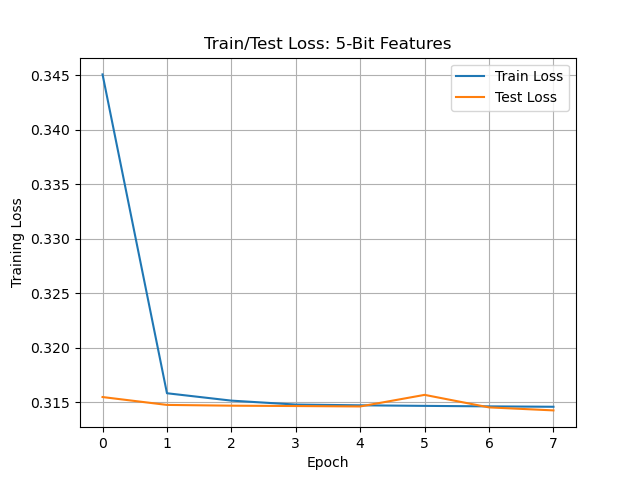 Train/Test Loss: 5-Bit Features
Train Loss
Test Loss
0.345
0.340
0.335
0.330
0.325
0.320
0.315
Training Loss
0 1 2 3 4 5 6 7
Epoch